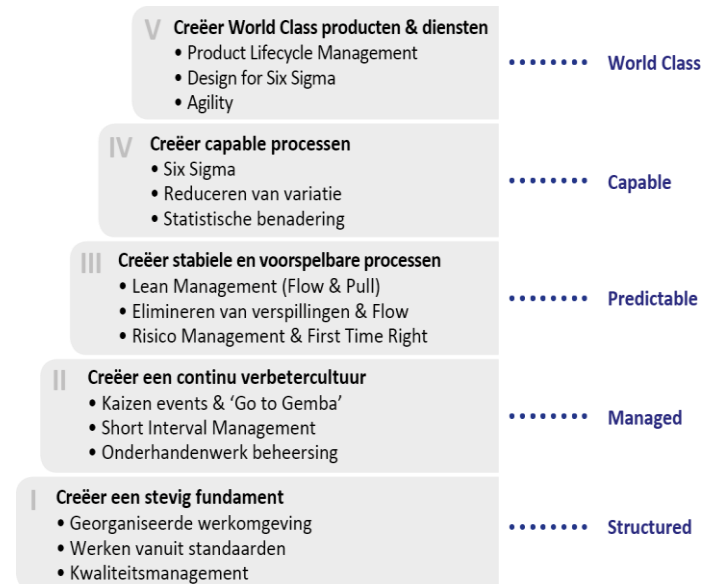 V Creëer World Class producten & diensten
• Product Lifecycle Management
• Design for Six Sigma
• Agility
World Class
IV Creëer capable processen
• Six Sigma
• Reduceren van variatie
• Statistische benadering
Capable
III Creëer stabiele en voorspelbare processen
• Lean Management (Flow & Pull)
• Elimineren van verspillingen & Flow
• Risico Management & First Time Right
Predictable
II Creëer een continu verbetercultuur
• Kaizen events & ‘Go to Gemba’
• Short Interval Management
• Onderhandenwerk beheersing
Managed
I Creëer een stevig fundament
• Georganiseerde werkomgeving
• Werken vanuit standaarden
• Kwaliteitsmanagement
Structured